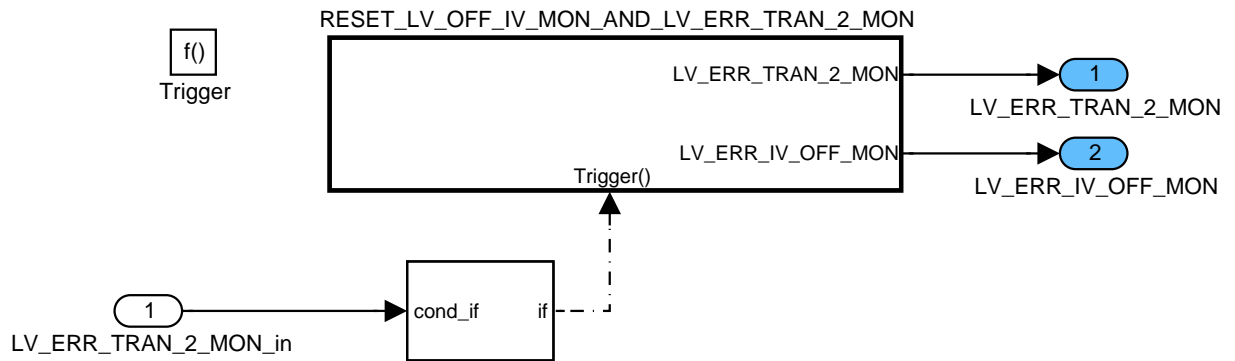 RESET_LV_OFF_IV_MON_AND_LV_ERR_TRAN_2_MON
f()
Trigger
LV_ERR_TRAN_2_MON
1
LV_ERR_TRAN_2_MON
LV_ERR_IV_OFF_MON
2
LV_ERR_IV_OFF_MON
Trigger()
1
cond_if
if
LV_ERR_TRAN_2_MON_in